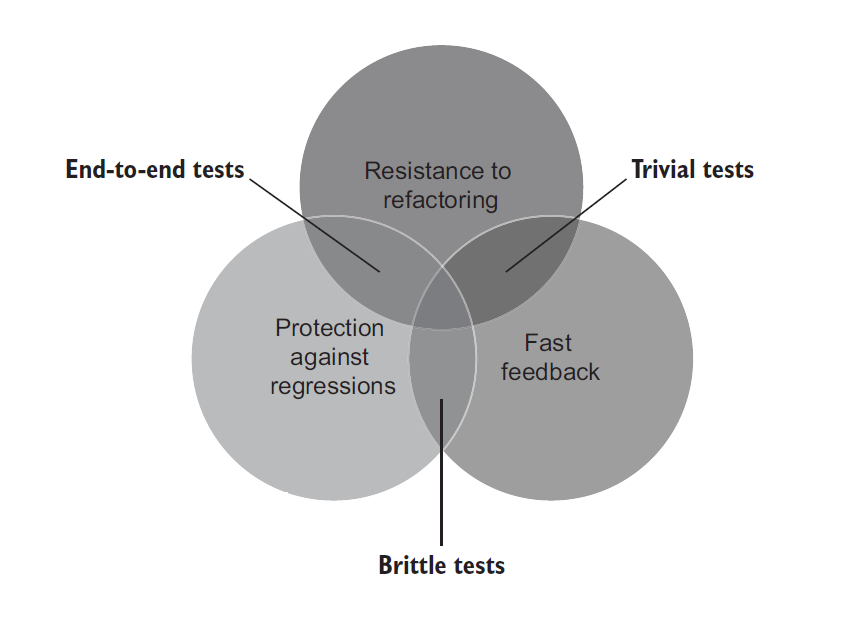 End-to-end tests
Resistance to
refactoring
Trivial tests
Protection
against
regressions
Fast
feedback
Brittle tests